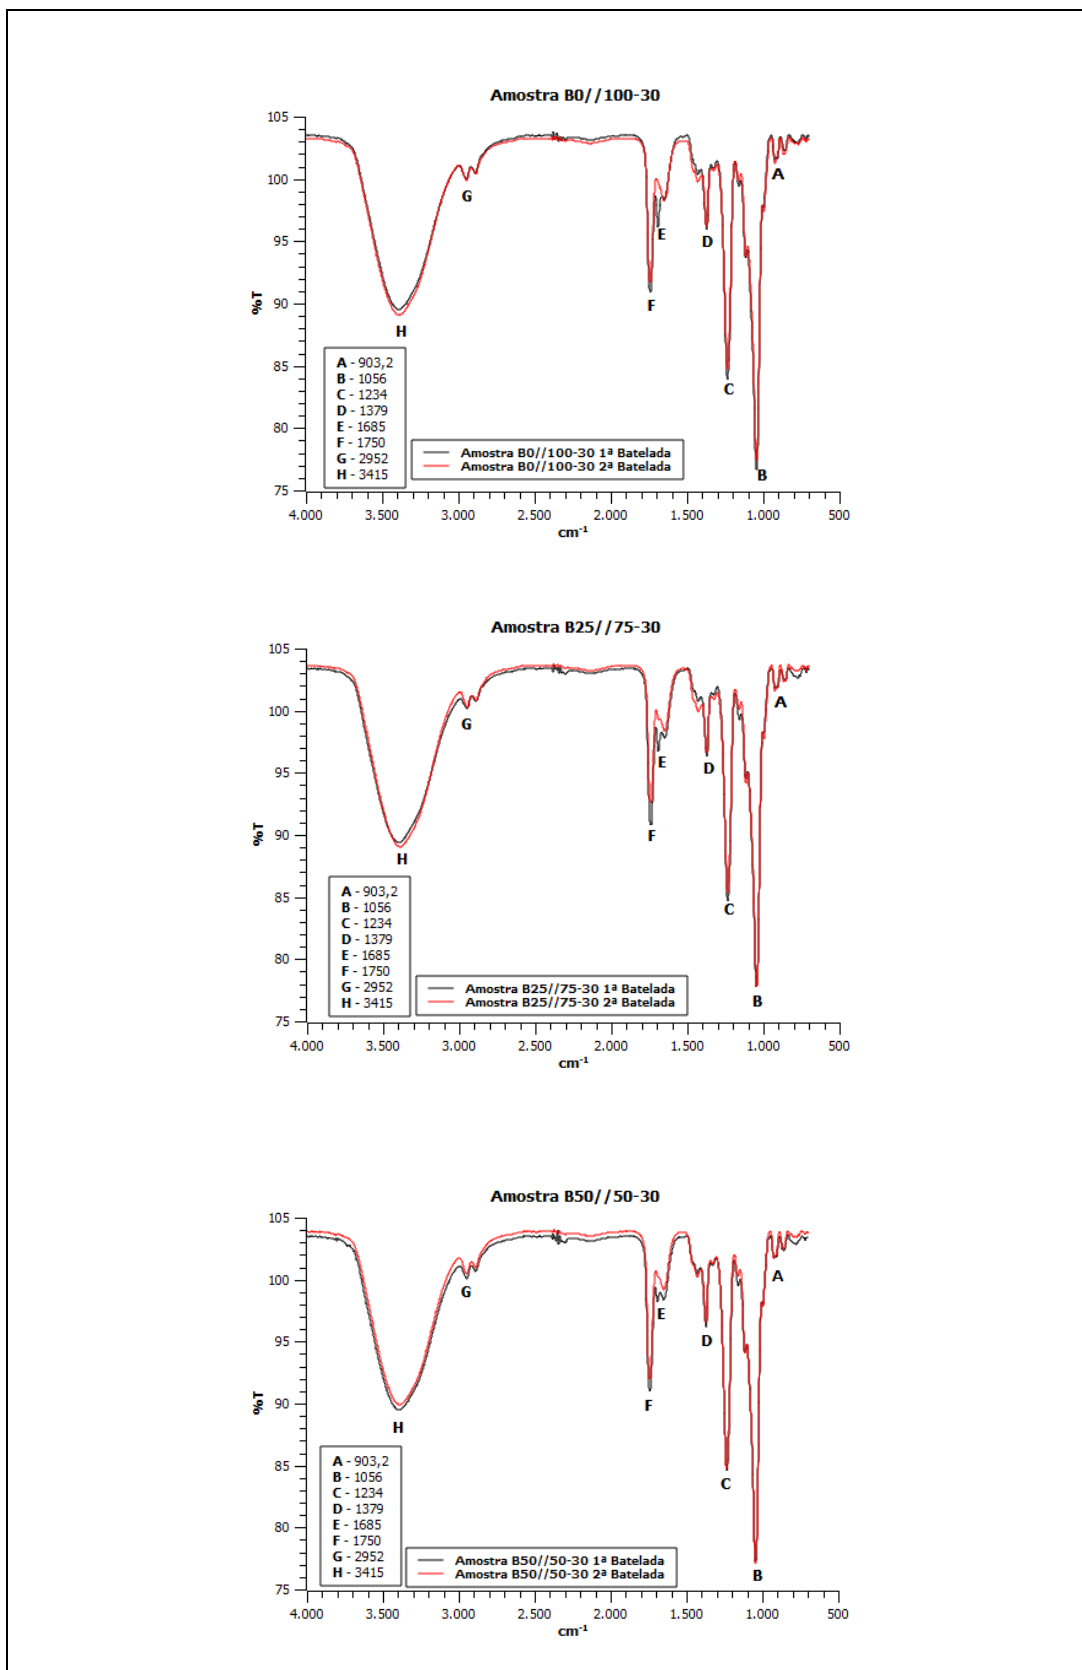 Amostra B0//100-30
105
100
95
90
85
80
75
%T
G
E
D
A
F
H
C
B
A - 903,2
B - 1056
C - 1234
D - 1379
E - 1685
F - 1750
G - 2952
H - 3415
Amostra B0//100-30 1ª Batelada
Amostra B0//100-30 2ª Batelada
4.000 3.500 3.000 2.500 2.000 1.500 1.000 500
cm-1
Amostra B25//75-30
105
100
95
90
85
80
75
%T
G
E
D
A
F
H
C
B
A - 903,2
B - 1056
C - 1234
D - 1379
E - 1685
F - 1750
G - 2952
H - 3415
Amostra B25//75-30 1ª Batelada
Amostra B25//75-30 2ª Batelada
4.000 3.500 3.000 2.500 2.000 1.500 1.000 500
cm-1
Amostra B50//50-30
105
100
95
90
85
80
75
%T
G
E
D
A
F
H
C
B
A - 903,2
B - 1056
C - 1234
D - 1379
E - 1685
F - 1750
G - 2952
H - 3415
Amostra B50//50-30 1ª Batelada
Amostra B50//50-30 2ª Batelada
4.000 3.500 3.000 2.500 2.000 1.500 1.000 500
cm-1